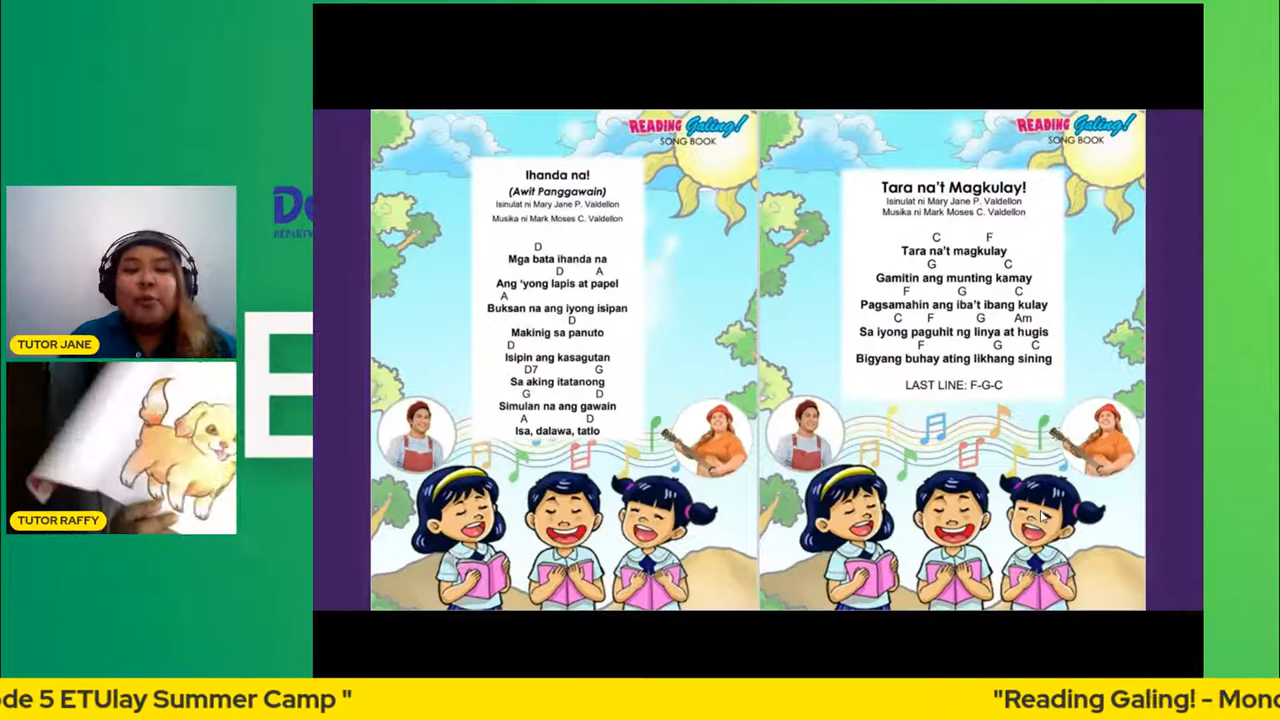 De
DEPARTM
E
TUTOR JANE
TUTOR RAFFY
READING Galing!
SONG BOOK
Ihanda na!
(Awit Panggawain)
Isinulat ni Mary Jane P. Valdellon
Musika ni Mark Moses C. Valdellon
D
Mga bata ihanda na
D A
Ang ‘yong lapis at papel
A
Buksan na ang iyong isipan
D
Makinig sa panuto
D
Isipin ang kasagutan
D7 G
Sa aking itatanong
G D
Simulan na ang gawain
A D
Isa, dalawa, tatlo
READING Galing!
SONG BOOK
Tara na’t Magkulay!
Isinulat ni Mary Jane P. Valdellon
Musika ni Mark Moses C. Valdellon
C F
Tara na’t magkulay
G C
Gamitin ang munting kamay
F G C
Pagsamahin ang iba’t ibang kulay
C F G Am
Sa iyong paguhit ng linya at hugis
F G C
Bigyang buhay ating likhang sining
LAST LINE: F-G-C
ode 5 ETUlay Summer Camp " "Reading Galing! - Mond